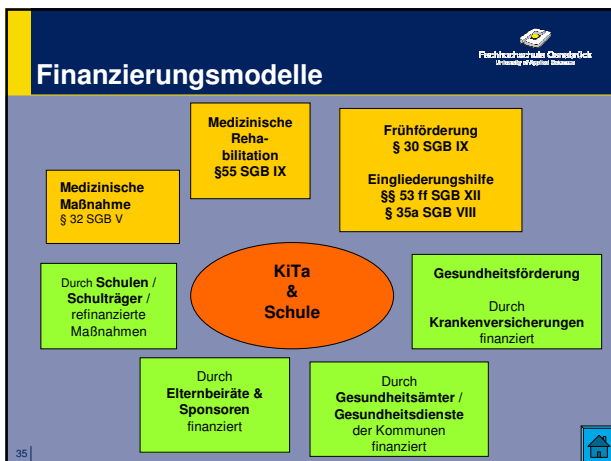 Fachhochschule Osnabrück
University of Applied Sciences
Finanzierungsmodelle
Medizinische
Reha-
bilitation
§55 SGB IX
Frühförderung
§ 30 SGB IX
Eingliederungshilfe
§§ 53 ff SGB XII
§ 35a SGB VIII
Medizinische
Maßnahme
§ 32 SGB V
KiTa
&
Schule
Durch Schulen /
Schulträger /
refinanzierte
Maßnahmen
Gesundheitsförderung
Durch
Krankenversicherungen
finanziert
Durch
Elternbeiräte &
Sponsoren
finanziert
Durch
Gesundheitsämter /
Gesundheitsdienste
der Kommunen
finanziert
35